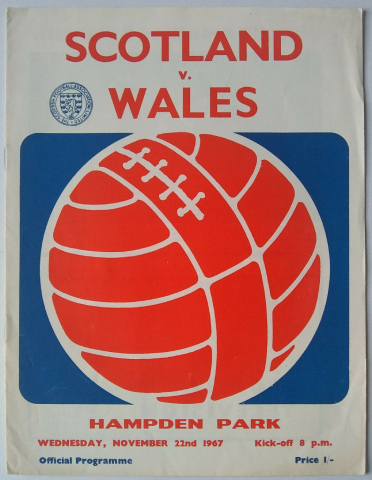 SCOTLAND
v.
WALES
HAMPDEN PARK
WEDNESDAY, NOVEMBER 22nd 1967 Kick-off 8 p.m.
Official Programme Price 1/-